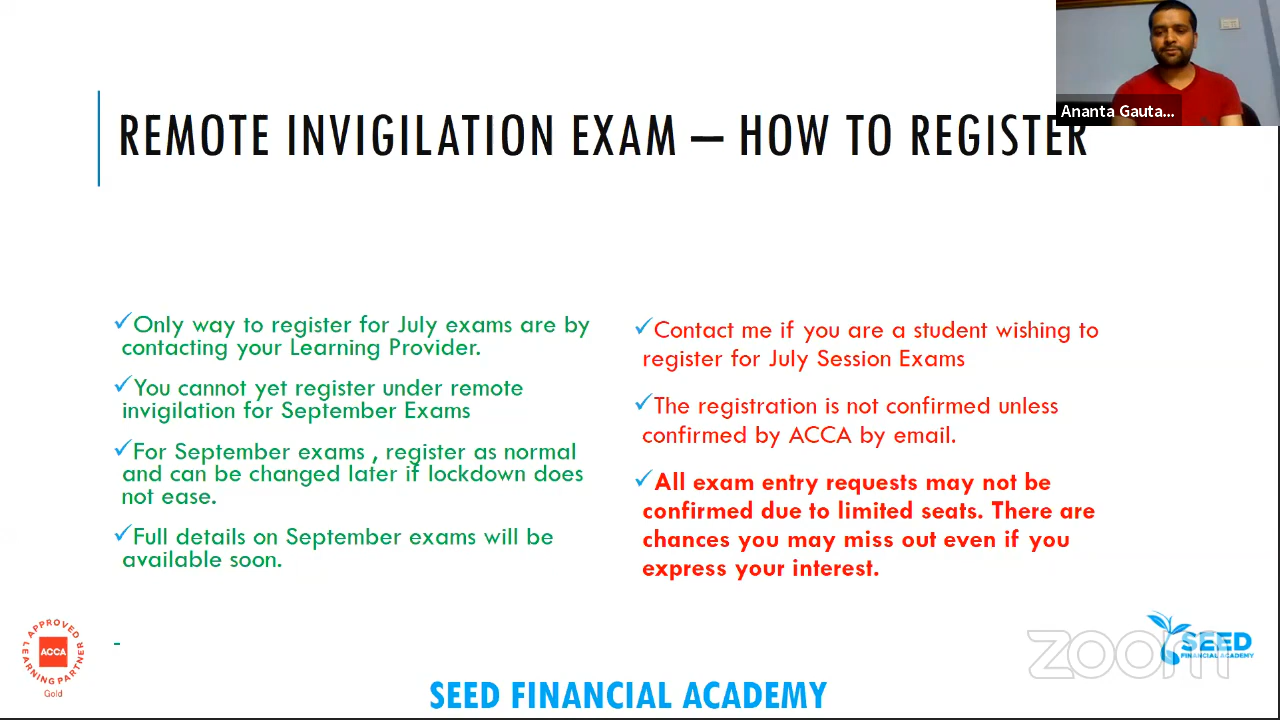 Ananta Gauta...
REMOTE INVIGILATION EXAM – HOW TO REGISTER
✓Only way to register for July exams are by
contacting your Learning Provider.
✓You cannot yet register under remote
invigilation for September Exams
✓For September exams , register as normal
and can be changed later if lockdown does
not ease.
✓Full details on September exams will be
available soon.
-
✓Contact me if you are a student wishing to
register for July Session Exams
✓The registration is not confirmed unless
confirmed by ACCA by email.
✓All exam entry requests may not be
confirmed due to limited seats. There are
chances you may miss out even if you
express your interest.
APPROVED
ACCA
LEARNING PARTNER
Gold
SEED FINANCIAL ACADEMY
zoom
SEED
FINANCIAL ACADEMY